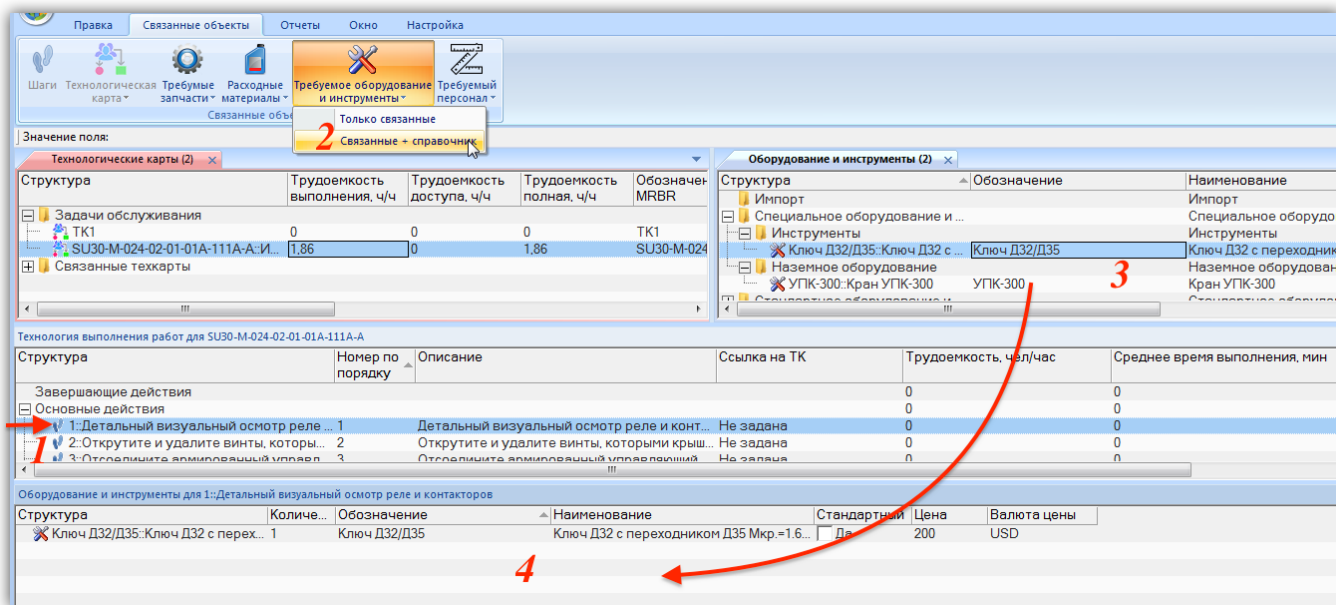 Правка Связанные объекты Отчеты Окно Настройка
Шаги Технологическая карта Требумые запчасти Расходные материалы Требуемое оборудование и инструменты Требуемый персонал
Связанные
Только связанные
2 Связанные + справочник
Значение поля:
Технологические карты (2)
Структура Трудоемкость выполнения, ч/ч Трудоемкость доступа, ч/ч Трудоемкость полная, ч/ч MRBR
Задачи обслуживания
ТК1 0 0 0 ТК1
SU30-M-024-02-01-01A-111A-A::И... 1,86 0 1,86 SU30-M-024
Связанные техкарты
Оборудование и инструменты (2)
Структура Обозначение Наименование
Импорт Импорт
Специальное оборудование и ... Специальное оборудо
Инструменты Инструменты
Ключ Д32/Д35::Ключ Д32 с ... Ключ Д32/Д35 Ключ Д32 с переходник
Наземное оборудование Наземное оборудован
УПК-300::Кран УПК-300 УПК-300 Кран УПК-300
3
Технология выполнения работ для SU30-M-024-02-01-01A-111A-A
Структура Номер по порядку Описание Ссылка на ТК Трудоемкость, чел/час Среднее время выполнения, мин
Завершающие действия 0 0
Основные действия 0 0
1::Детальный визуальный осмотр реле ... 1 Детальный визуальный осмотр реле и конт... Не задана 0 0
1 2::Открутите и удалите винты, которы... 2 Открутите и удалите винты, которыми крыш... Не задана 0 0
3::Отсоедините армированный управл... 3 Отсоедините армированный управляющий Не задана 0 0
Оборудование и инструменты для 1::Детальный визуальный осмотр реле и контакторов
Структура Количе... Обозначение Наименование Стандартный Цена Валюта цены
Ключ Д32/Д35::Ключ Д32 с перех... 1 Ключ Д32/Д35 Ключ Д32 с переходником Д35 Мкр.=1.6... Да 200 USD
4